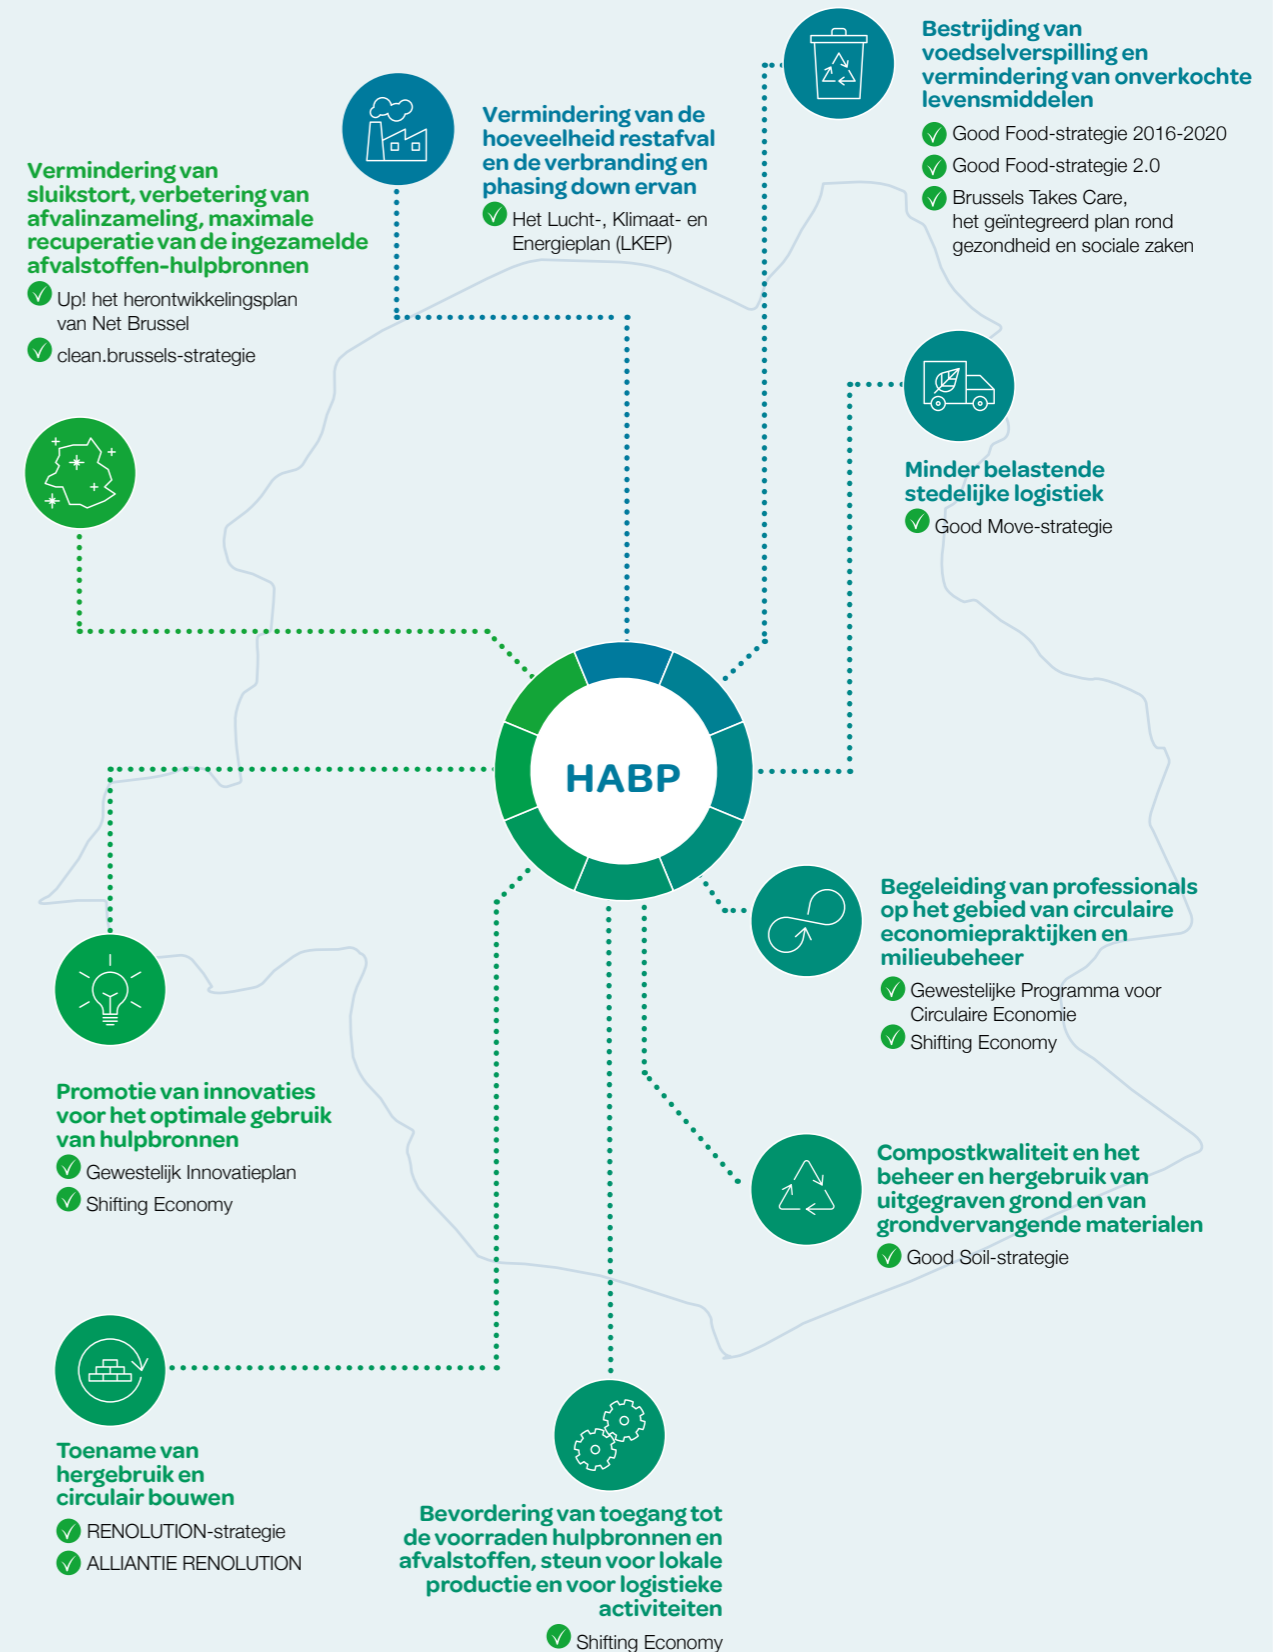 Vermindering van
sluikstort, verbetering van
afvalinzameling, maximale
recuperatie van de ingezamelde
afvalstoffen-hulpbronnen
Up! het herontwikkelingsplan
van Net Brussel
clean.brussels-strategie
Vermindering van de
hoeveelheid restafval
en de verbranding en
phasing down ervan
Het Lucht-, Klimaat- en
Energieplan (LKEP)
Bestrijding van
voedselverspilling en
vermindering van onverkochte
levensmiddelen
Good Food-strategie 2016-2020
Good Food-strategie 2.0
Brussels Takes Care,
het geïntegreerd plan rond
gezondheid en sociale zaken
Minder belastende
stedelijke logistiek
Good Move-strategie
HABP
Begeleiding van professionals
op het gebied van circulaire
economiepraktijken en
milieubeheer
Gewestelijke Programma voor
Circulaire Economie
Shifting Economy
Promotie van innovaties
voor het optimale gebruik
van hulpbronnen
Gewestelijk Innovatieplan
Shifting Economy
Compostkwaliteit en het
beheer en hergebruik van
uitgegraven grond en van
grondvervangende materialen
Good Soil-strategie
Toename van
hergebruik en
circulair bouwen
RENOLUTION-strategie
ALLIANTIE RENOLUTION
Bevordering van toegang tot
de voorraden hulpbronnen en
afvalstoffen, steun voor lokale
productie en voor logistieke
activiteiten
Shifting Economy